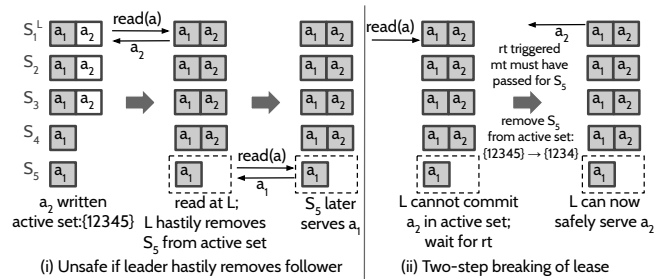 S1^L a1 a2 read(a) a2 a1 a2 a1 a2
S2 a1 a2 a1 a2 a1 a2
S3 a1 a2 a1 a2 a1 a2
S4 a1 a1 a2 a1 a2
S5 a1 a1 read(a) a1 a1
a2 written
active set:{12345}
read at L;
L hastily removes
S5 from active set
S5 later
serves a1
(i) Unsafe if leader hastily removes follower
read(a) a1 a2 a2 a1 a2
a1 a2 a1 a2
a1 a2 a1 a2
a1 a2 a1 a2
a1 a1
rt triggered
mt must have
passed for S5
remove S5
from active set:
{12345} → {1234}
L cannot commit
a2 in active set;
wait for rt
L can now
safely serve a2
(ii) Two-step breaking of lease